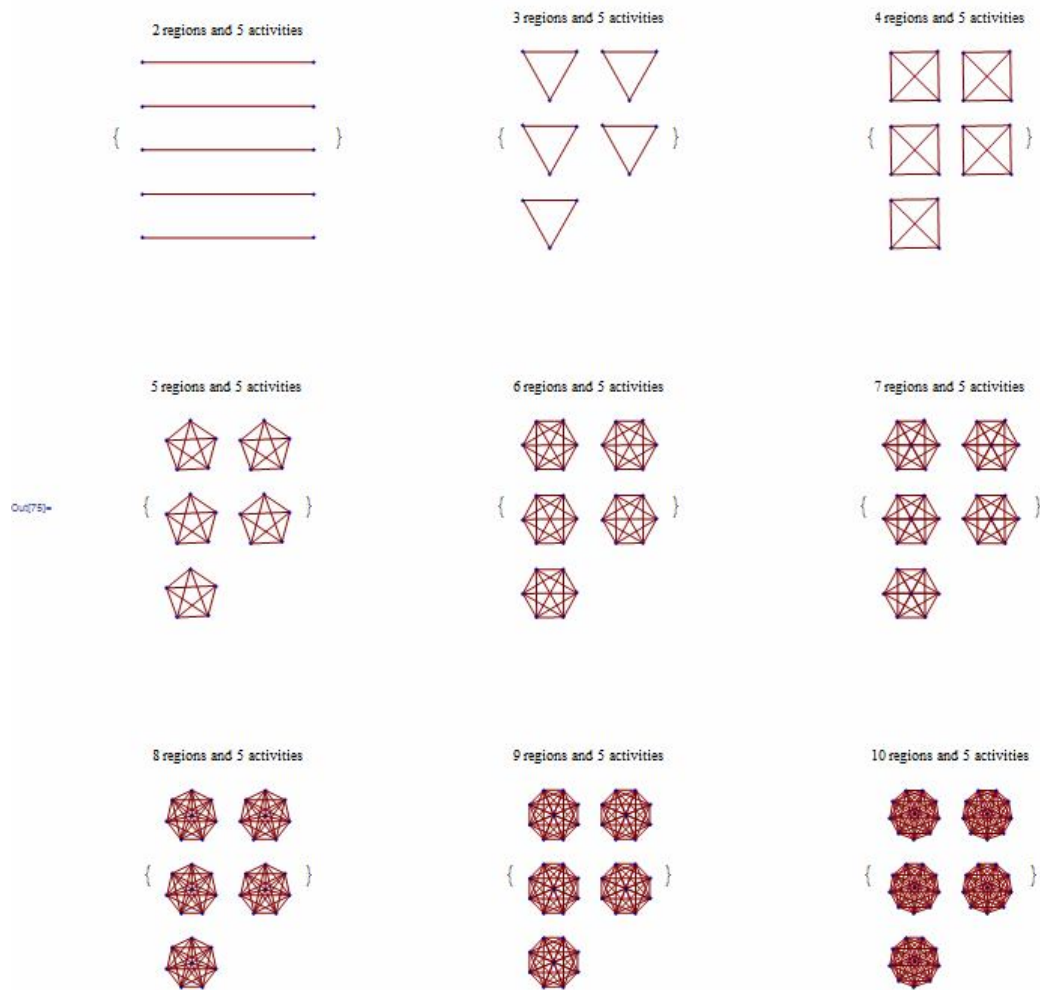 2 regions and 5 activities
3 regions and 5 activities
4 regions and 5 activities
{ }
{ }
{ }
5 regions and 5 activities
6 regions and 5 activities
7 regions and 5 activities
Out[75]=
{ }
{ }
{ }
8 regions and 5 activities
9 regions and 5 activities
10 regions and 5 activities
{ }
{ }
{ }